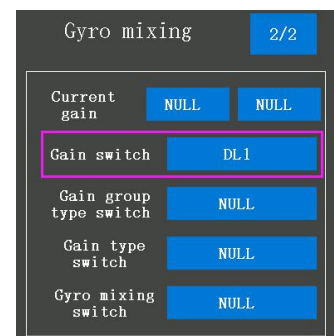 Gyro mixing 2/2
Current
gain NULL NULL
Gain switch DL1
Gain group
type switch NULL
Gain type
switch NULL
Gyro mixing
switch NULL